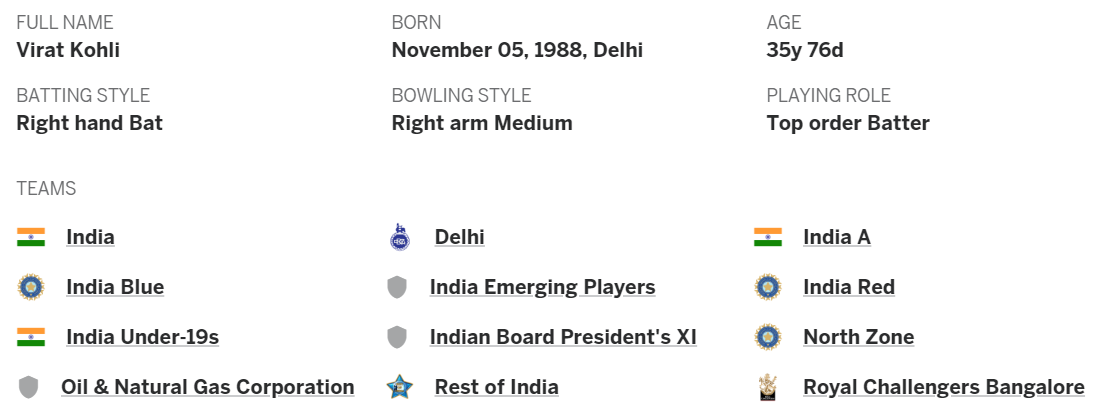 FULL NAME BORN AGE
Virat Kohli November 05, 1988, Delhi 35y 76d
BATTING STYLE BOWLING STYLE PLAYING ROLE
Right hand Bat Right arm Medium Top order Batter
TEAMS
India Delhi India A
India Blue India Emerging Players India Red
India Under-19s Indian Board President's XI North Zone
Oil & Natural Gas Corporation Rest of India Royal Challengers Bangalore